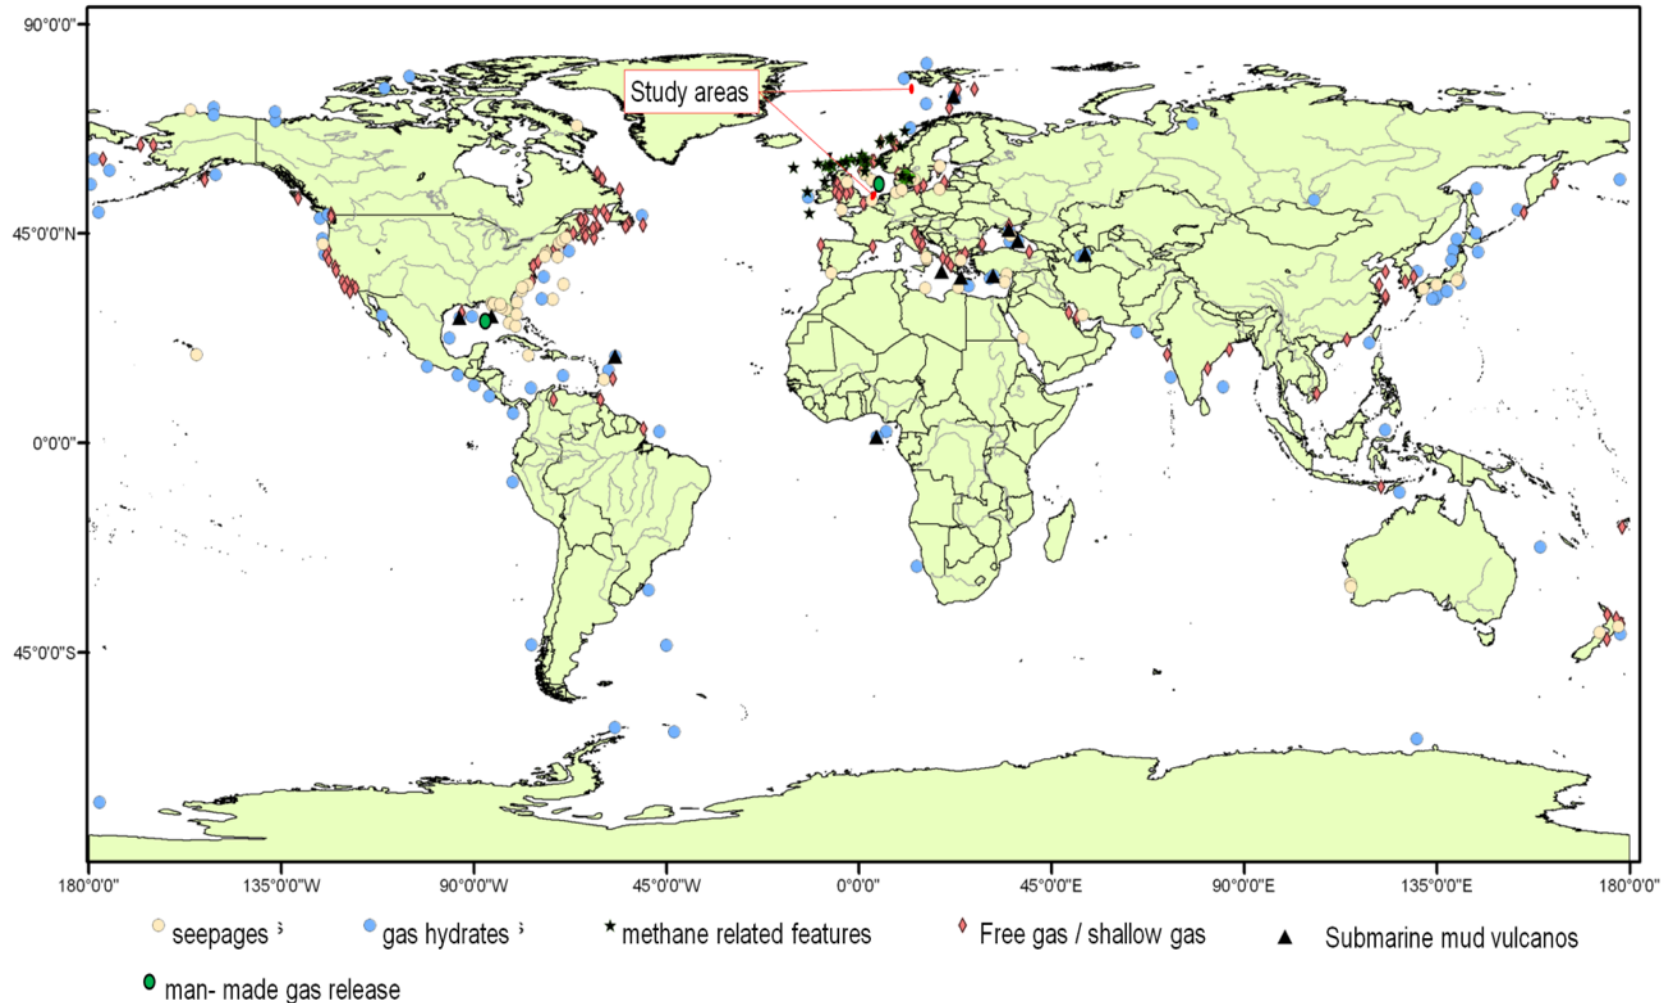 90°0'0"
Study areas
45°0'0"N
0°0'0"
45°0'0"S
180°0'0" 135°0'0"W 90°0'0"W 45°0'0"W 0°0'0" 45°0'0"E 90°0'0"E 135°0'0"E 180°0'0"
seepages s gas hydrates s methane related features Free gas / shallow gas Submarine mud vulcanos
man- made gas release